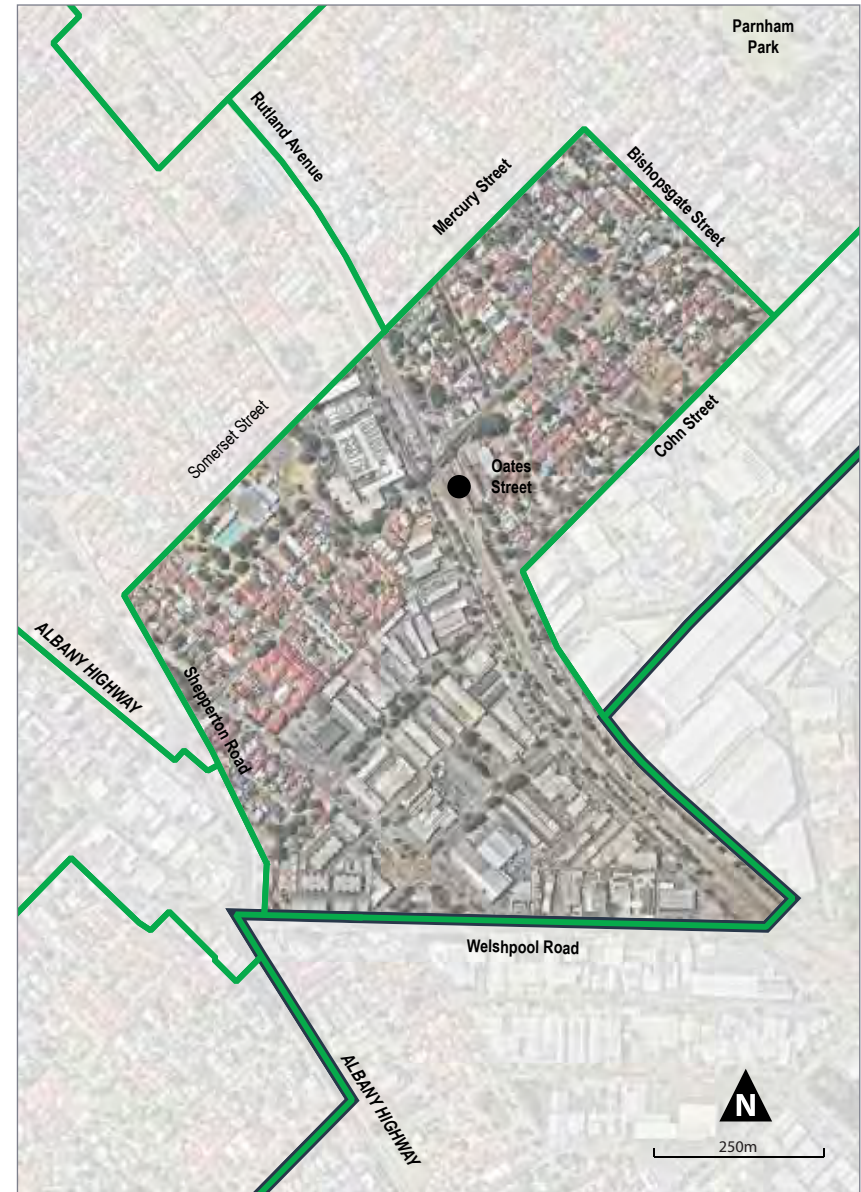 Parnham
Park
Rutland Avenue
Mercury Street
Bishopsgate Street
Somerset Street
Cohn Street
Oates
Street
ALBANY HIGHWAY
Shepperton Road
Welshpool Road
ALBANY HIGHWAY
N
250m